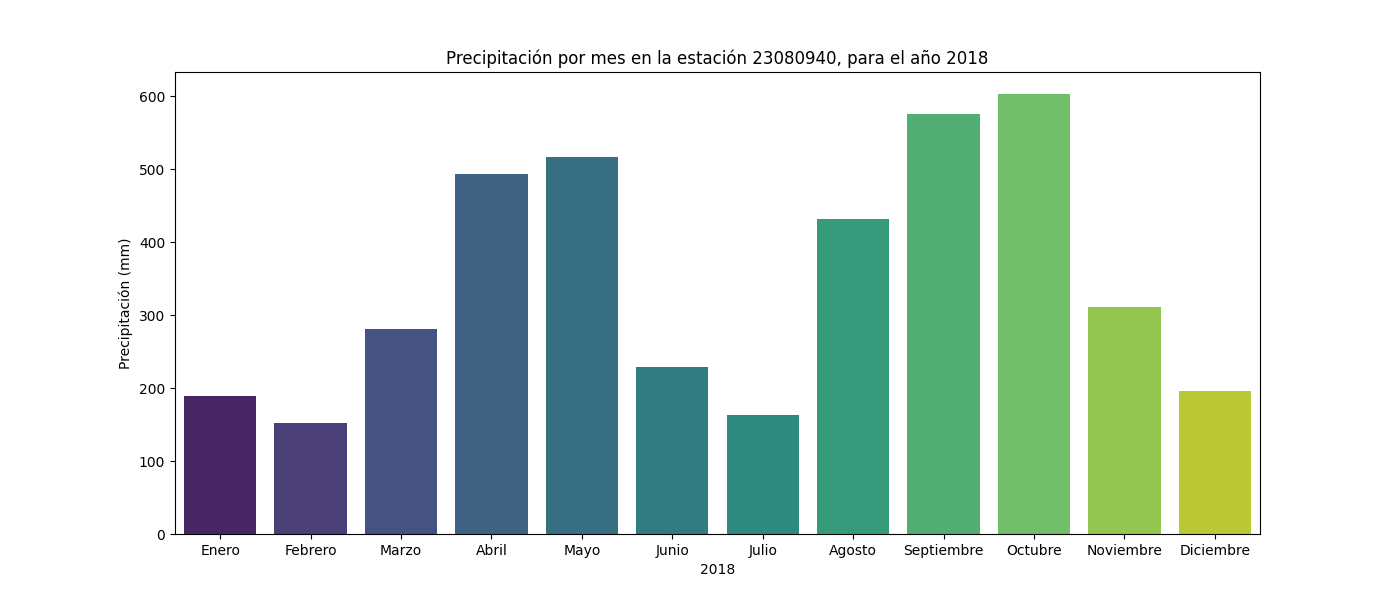 Precipitación por mes en la estación 23080940, para el año 2018
Precipitación (mm)
600
500
400
300
200
100
0
Enero Febrero Marzo Abril Mayo Junio Julio Agosto Septiembre Octubre Noviembre Diciembre
2018